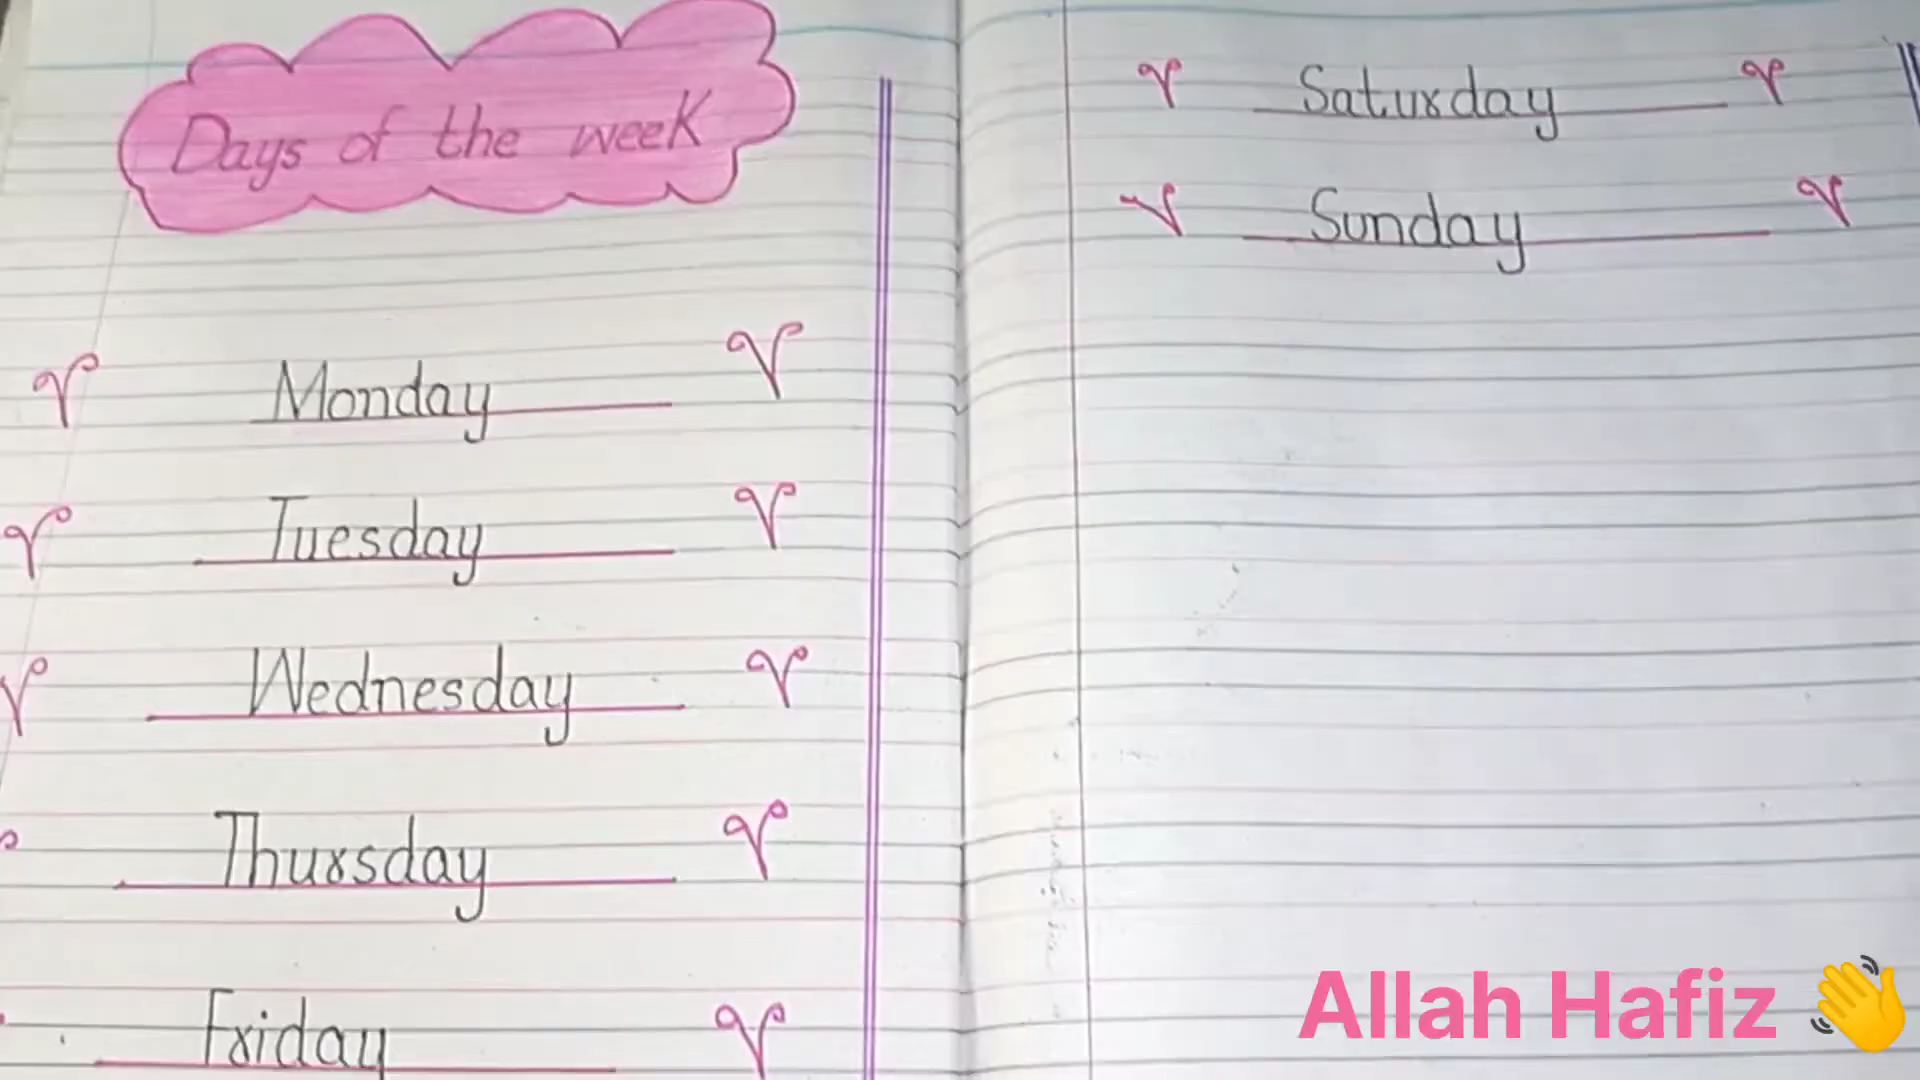 Days of the week
Monday
Tuesday
Wednesday
Thursday
Friday
Saturday
Sunday
Allah Hafiz 👋